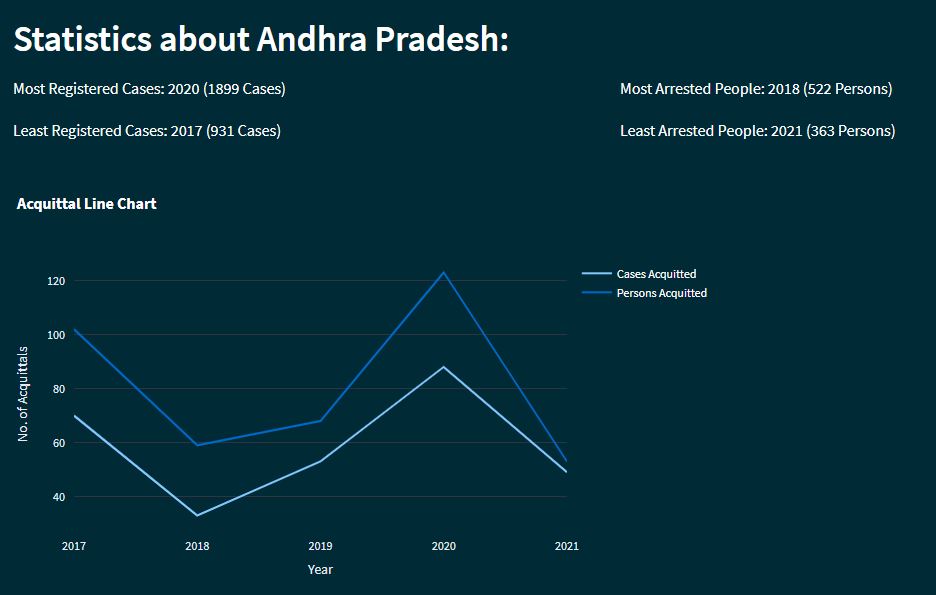 Statistics about Andhra Pradesh:
Most Registered Cases: 2020 (1899 Cases)
Most Arrested People: 2018 (522 Persons)
Least Registered Cases: 2017 (931 Cases)
Least Arrested People: 2021 (363 Persons)
Acquittal Line Chart
No. of Acquittals
120
100
80
60
40
2017 2018 2019 2020 2021
Year
Cases Acquitted
Persons Acquitted